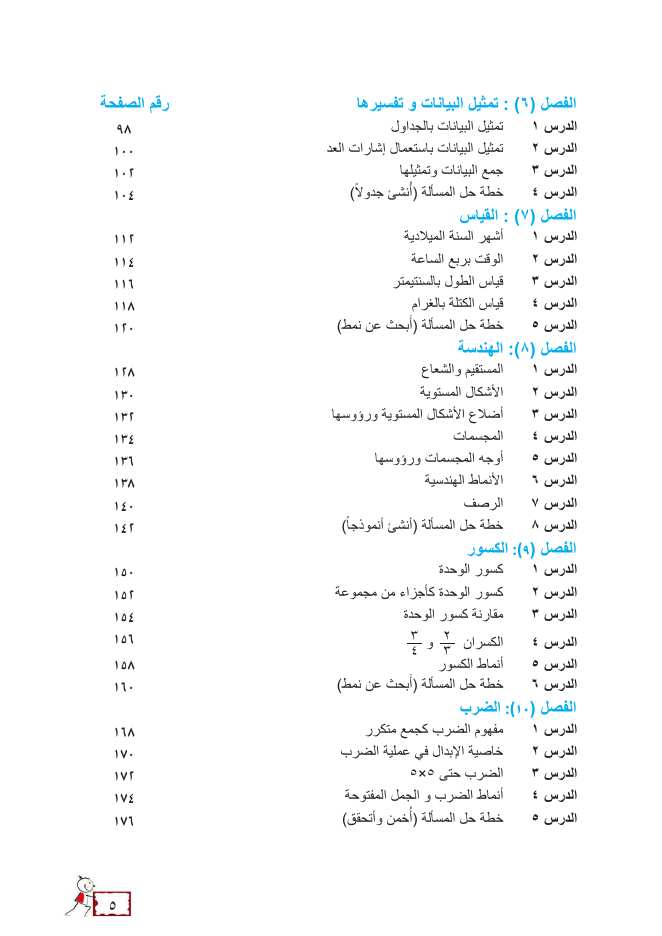 الفصل (٦) : تمثيل البيانات و تفسيرها رقم الصفحة
الدرس ١ تمثيل البيانات بالجداول ٩٨
الدرس ٢ تمثيل البيانات باستعمال إشارات العد ١٠٠
الدرس ٣ جمع البيانات وتمثيلها ١٠٢
الدرس ٤ خطة حل المسألة (أُنشئ جدولاً) ١٠٤
الفصل (٧) : القياس
الدرس ١ أشهر السنة الميلادية ١١٢
الدرس ٢ الوقت بربع الساعة ١١٤
الدرس ٣ قياس الطول بالسنتيمتر ١١٦
الدرس ٤ قياس الكتلة بالغرام ١١٨
الدرس ٥ خطة حل المسألة (أبحث عن نمط) ١٢٠
الفصل (٨): الهندسة
الدرس ١ المستقيم والشعاع ١٢٨
الدرس ٢ الأشكال المستوية ١٣٠
الدرس ٣ أضلاع الأشكال المستوية ورؤوسها ١٣٢
الدرس ٤ المجسمات ١٣٤
الدرس ٥ أوجه المجسمات ورؤوسها ١٣٦
الدرس ٦ الأنماط الهندسية ١٣٨
الدرس ٧ الرصف ١٤٠
الدرس ٨ خطة حل المسألة (أنشئ أنموذجاً) ١٤٢
الفصل (٩): الكسور
الدرس ١ كسور الوحدة ١٥٠
الدرس ٢ كسور الوحدة كأجزاء من مجموعة ١٥٢
الدرس ٣ مقارنة كسور الوحدة ١٥٤
الدرس ٤ الكسران ٢/٣ و ٣/٤ ١٥٦
الدرس ٥ أنماط الكسور ١٥٨
الدرس ٦ خطة حل المسألة (أبحث عن نمط) ١٦٠
الفصل (١٠): الضرب
الدرس ١ مفهوم الضرب كجمع متكرر ١٦٨
الدرس ٢ خاصية الإبدال في عملية الضرب ١٧٠
الدرس ٣ الضرب حتى ٥×٥ ١٧٢
الدرس ٤ أنماط الضرب و الجمل المفتوحة ١٧٤
الدرس ٥ خطة حل المسألة (أُخمن وأتحقق) ١٧٦
٥